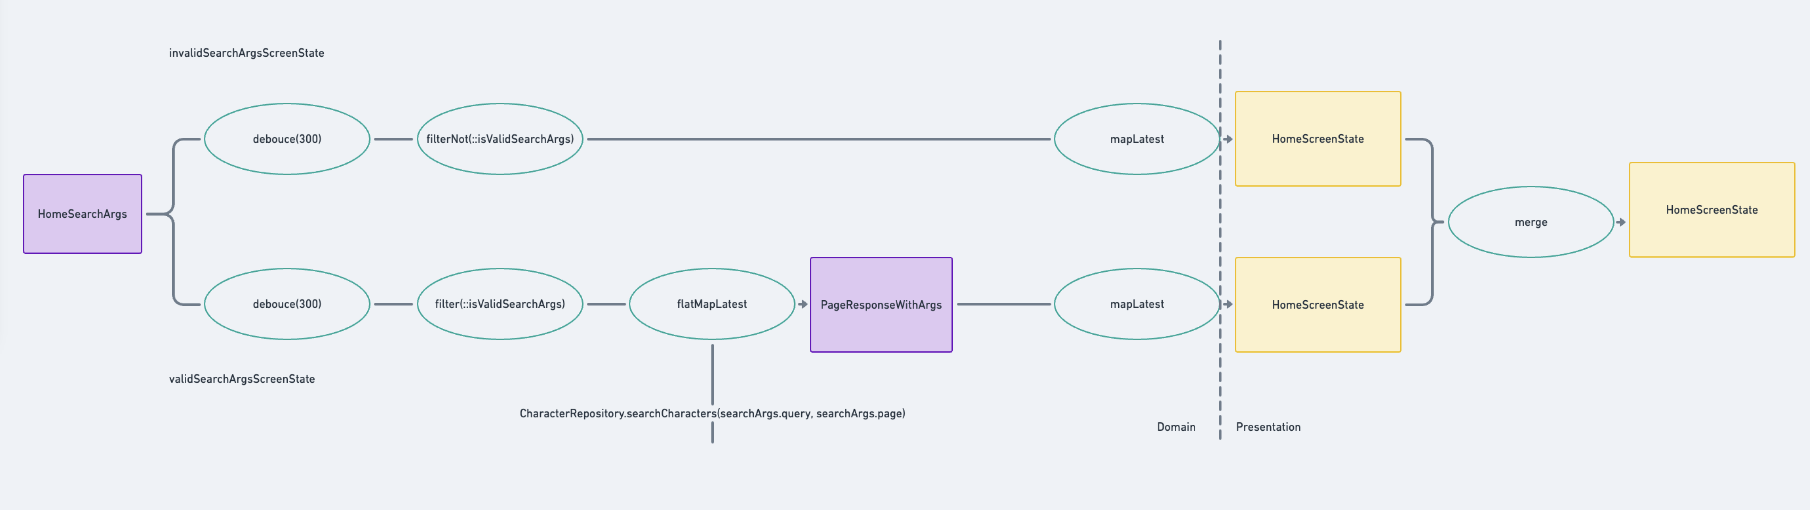 invalidSearchArgsScreenState
debouce(300)
filterNot(::isValidSearchArgs)
mapLatest
HomeScreenState
HomeSearchArgs
HomeScreenState
merge
debouce(300)
filter(::isValidSearchArgs)
flatMapLatest
PageResponseWithArgs
mapLatest
HomeScreenState
validSearchArgsScreenState
CharacterRepository.searchCharacters(searchArgs.query, searchArgs.page)
Domain
Presentation